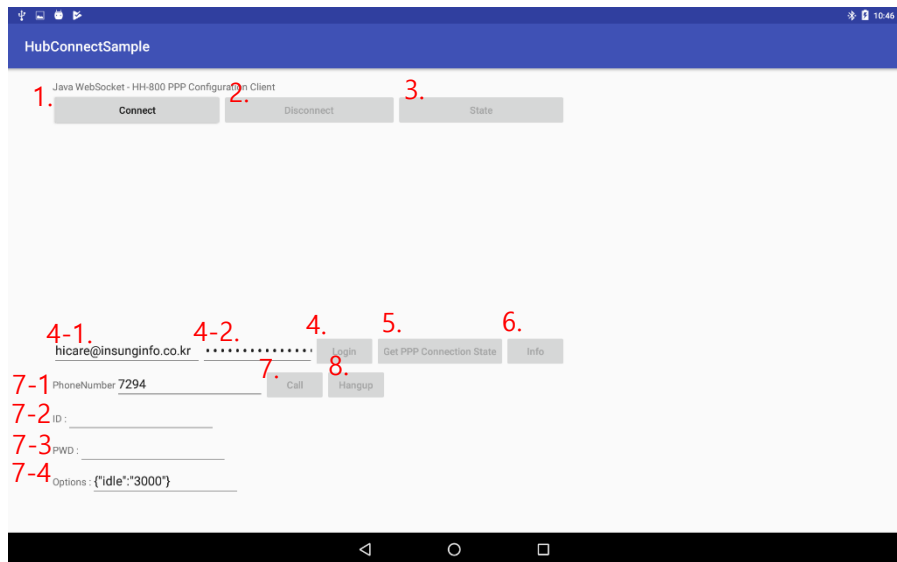 10:46
HubConnectSample
Java WebSocket - HH-800 PPP Configuration Client
1. Connect 2. Disconnect 3. State
4-1. 4-2. 4. 5. 6.
hicare@insunginfo.co.kr ••••••••••••••• Login Get PPP Connection State Info
7. 8.
7-1 PhoneNumber 7294 Call Hangup
7-2 ID :
7-3 PWD :
7-4 Options : {"idle":"3000"}